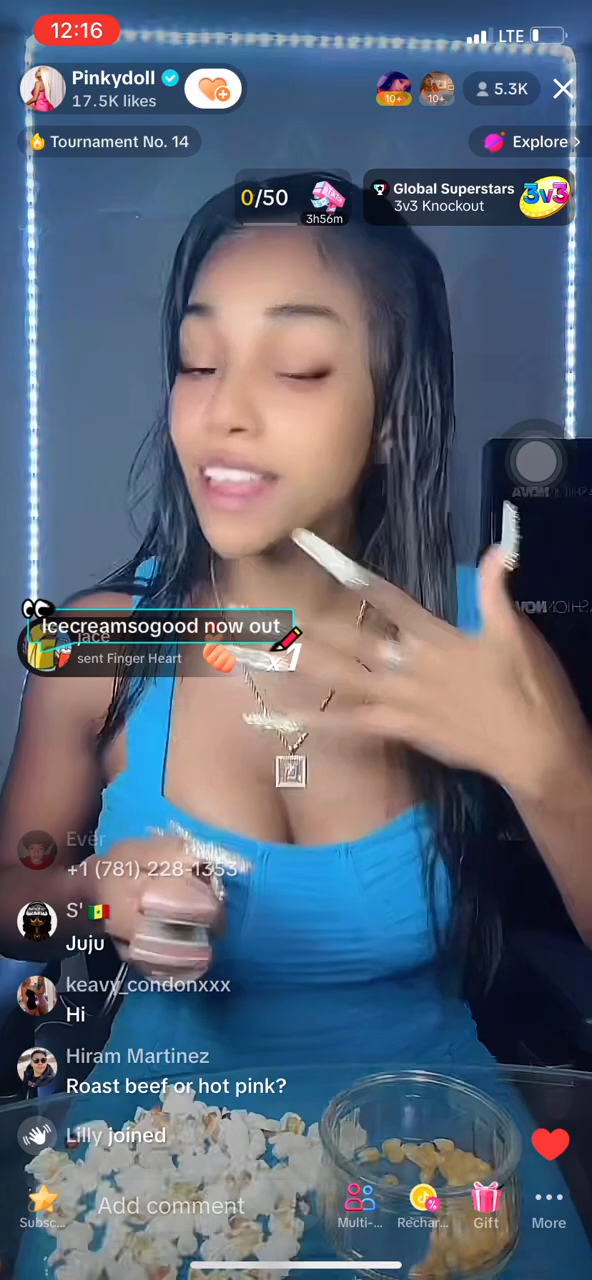 12:16
LTE
Pinkydoll
17.5K likes
10+
10+
5.3K
Tournament No. 14
Explore
0/50
3h56m
Global Superstars
3v3 Knockout
3v3
Icecreamsogood now out
jace
sent Finger Heart
x1
Evër
+1 (781) 228-1353
S'
Juju
keavy_condonxxx
Hi
Hiram Martinez
Roast beef or hot pink?
Lilly joined
Add comment
Subsc...
Multi-...
Rechar...
Gift
More